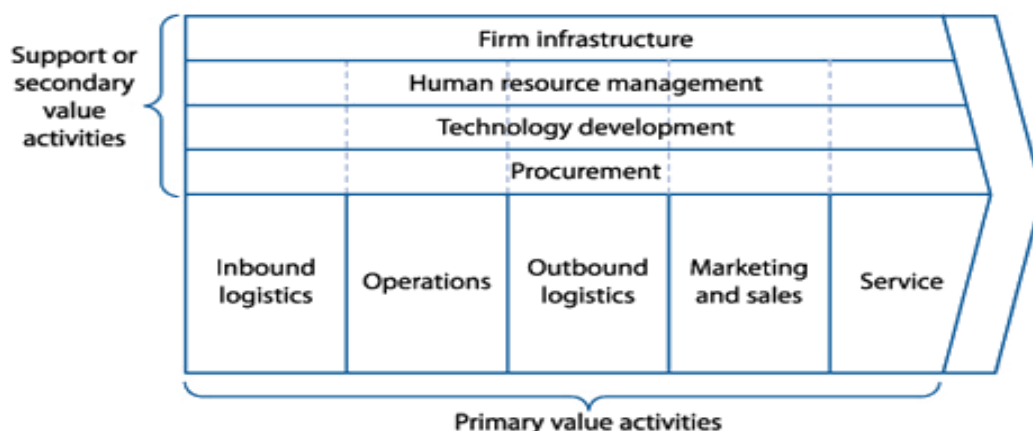 Support or
secondary
value
activities
Firm infrastructure
Human resource management
Technology development
Procurement
Inbound
logistics
Operations
Outbound
logistics
Marketing
and sales
Service
Primary value activities